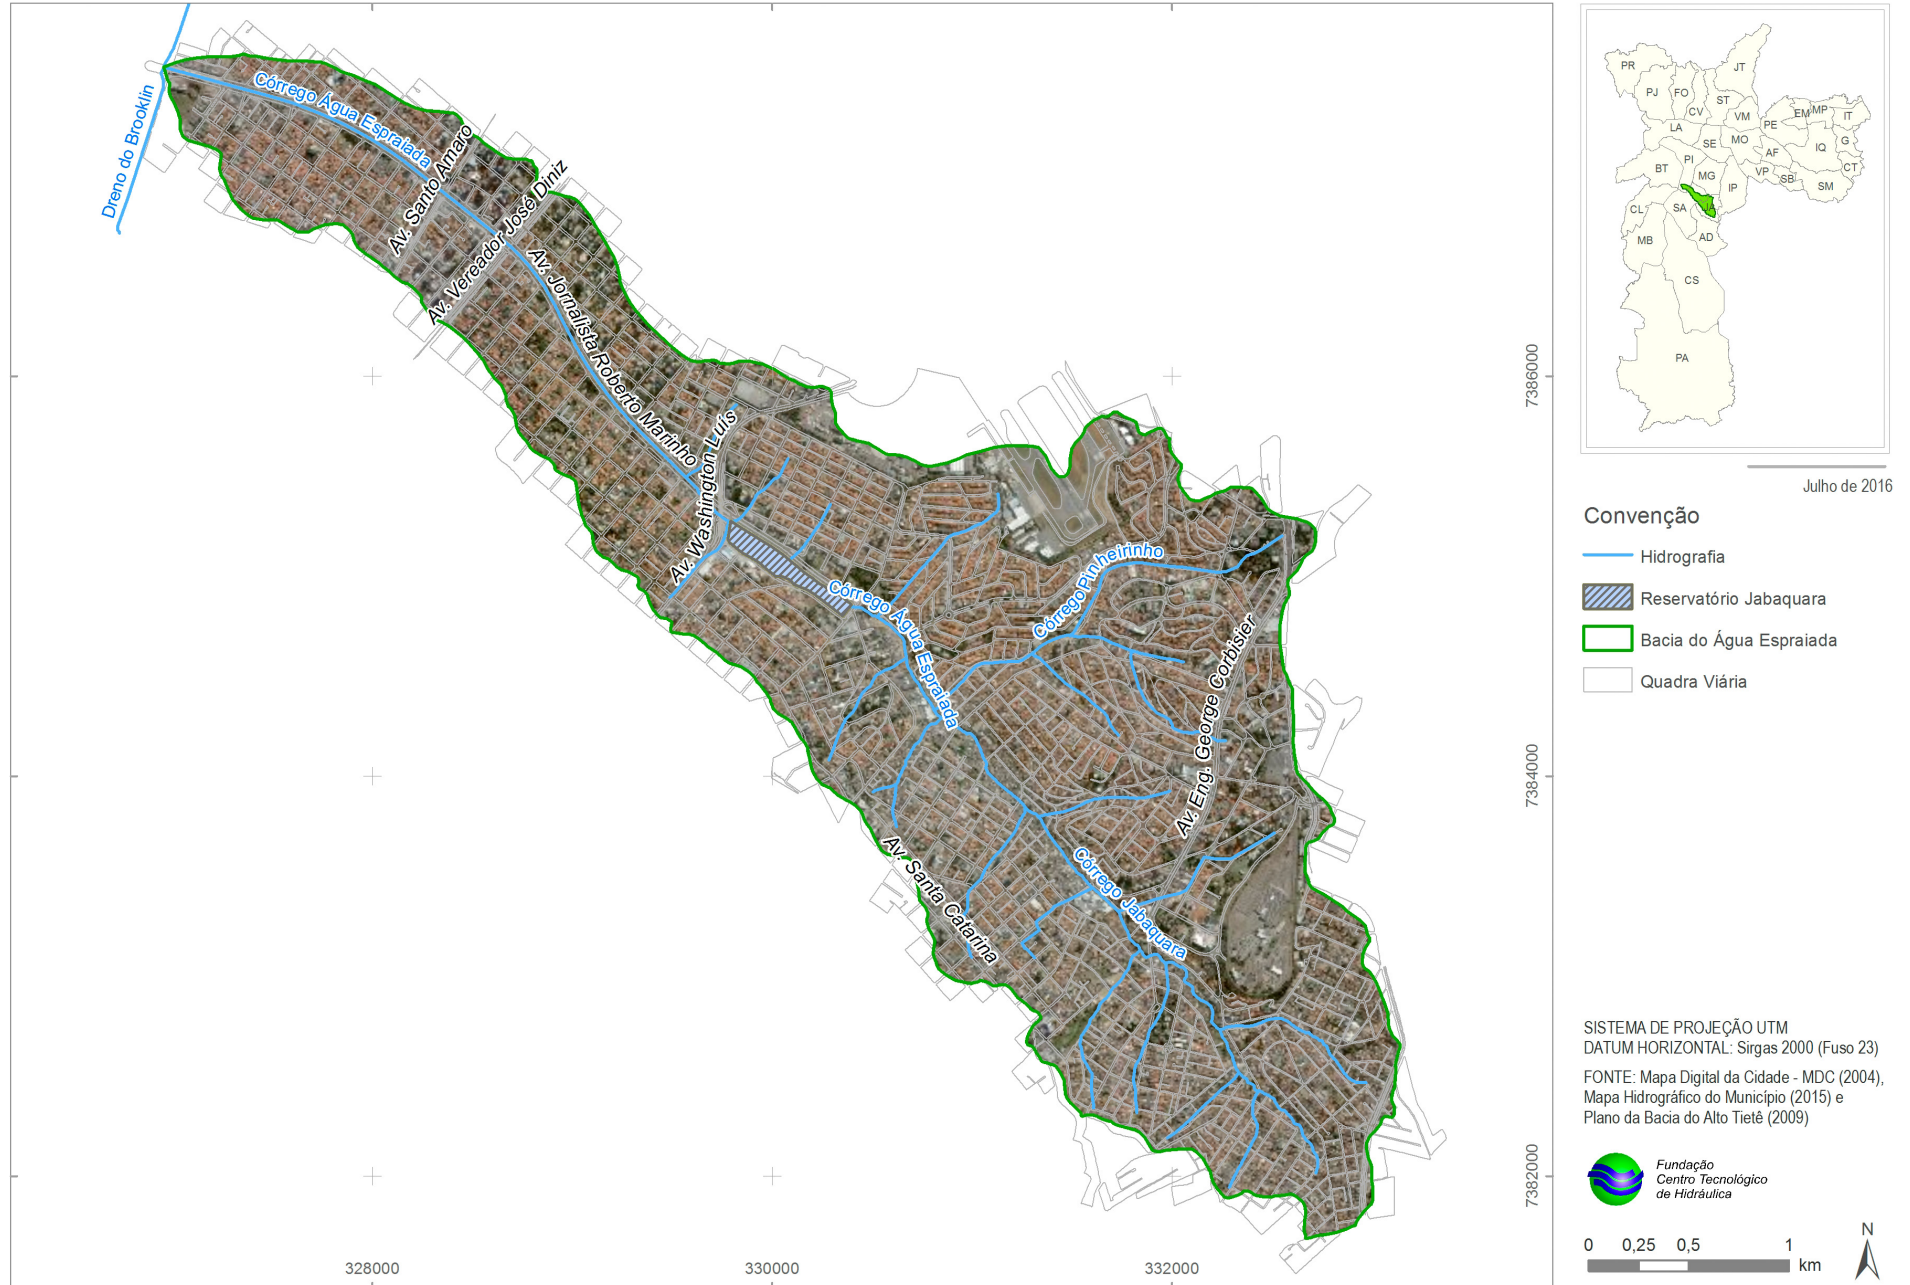 Dreno do Brooklin
Córrego Água Espraiada
Av. Santo Amaro
Av. Vereador José Diniz
Av. Jornalista Roberto Marinho
Av. Washington Luís
Córrego Água Espraiada
Córrego Pinheirinho
Av. Eng. George Corbisier
Av. Santa Catarina
Córrego Jabaquara
7386000
7384000
7382000
328000
330000
332000
PR
JT
PJ
FO
ST
CV
VM
EM
MP
IT
LA
PE
SE
MO
IQ
G
PI
AF
BT
MG
VP
SB
CT
IP
SM
CL
SA
JA
MB
AD
CS
PA
Julho de 2016
Convenção
Hidrografia
Reservatório Jabaquara
Bacia do Água Espraiada
Quadra Viária
SISTEMA DE PROJEÇÃO UTM
DATUM HORIZONTAL: Sirgas 2000 (Fuso 23)
FONTE: Mapa Digital da Cidade - MDC (2004),
Mapa Hidrográfico do Município (2015) e
Plano da Bacia do Alto Tietê (2009)
Fundação
Centro Tecnológico
de Hidráulica
N
0 0,25 0,5 1
km